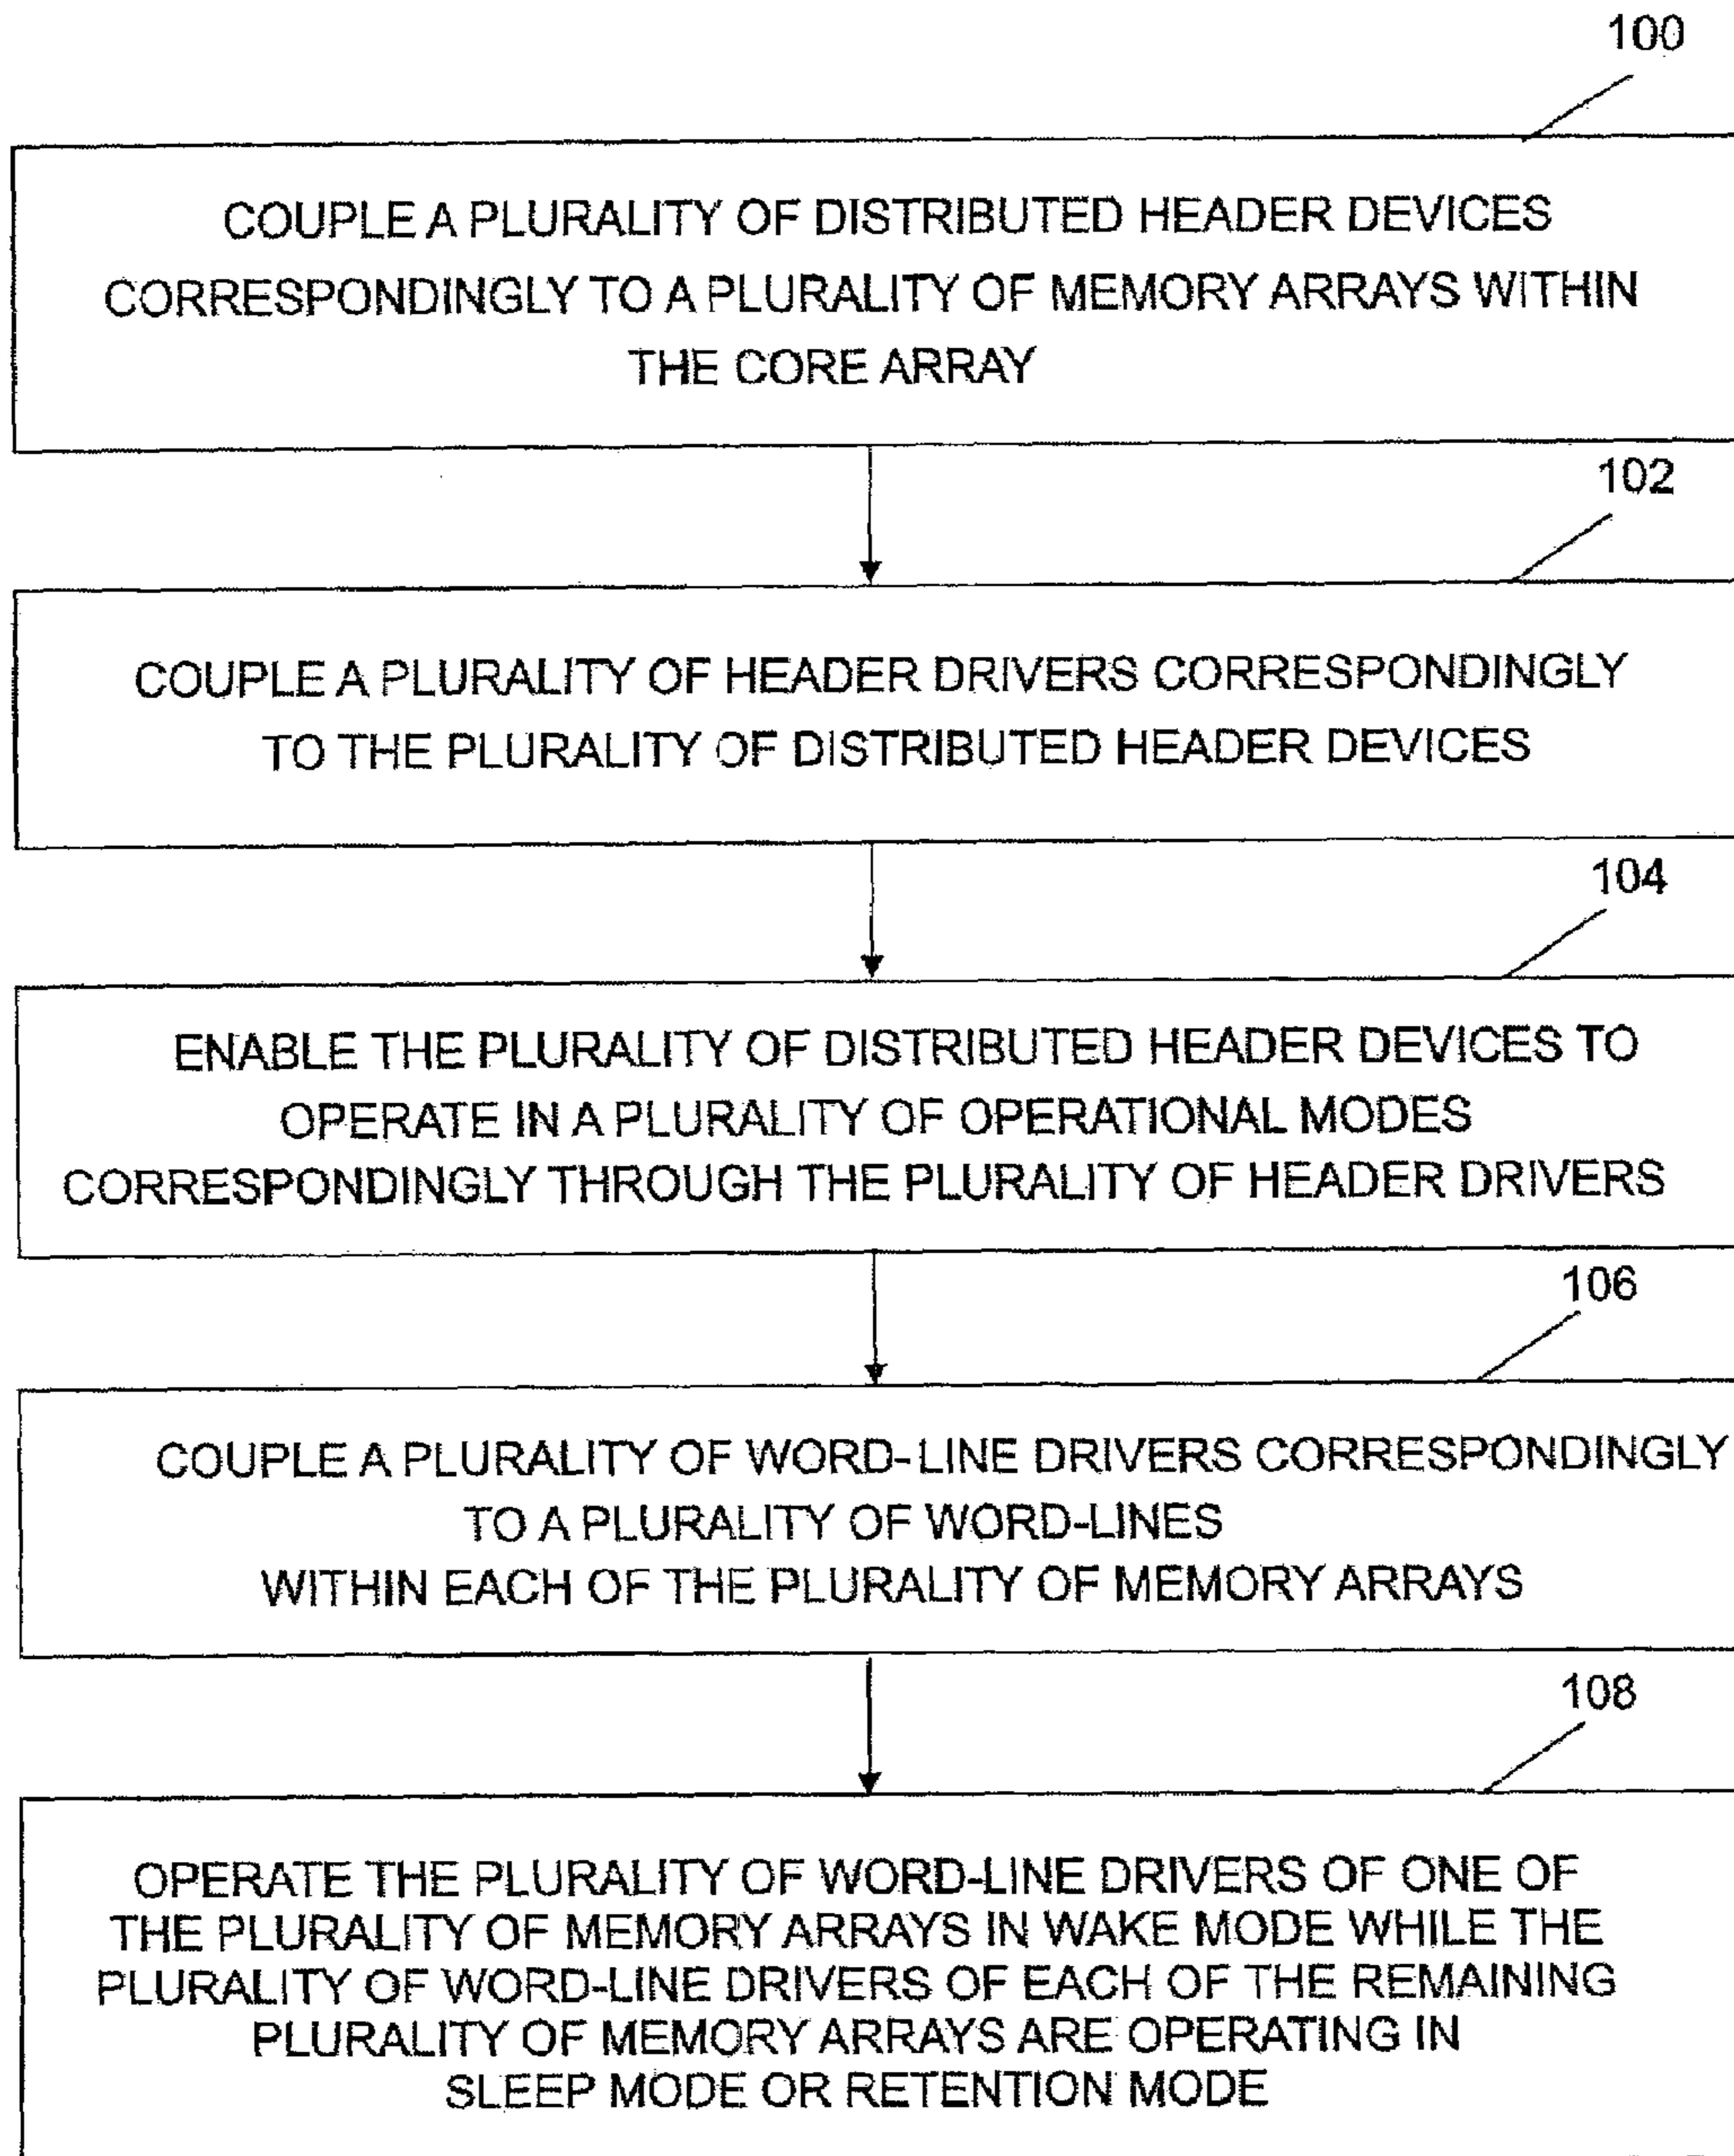 100
COUPLE A PLURALITY OF DISTRIBUTED HEADER DEVICES
CORRESPONDINGLY TO A PLURALITY OF MEMORY ARRAYS WITHIN
THE CORE ARRAY
102
COUPLE A PLURALITY OF HEADER DRIVERS CORRESPONDINGLY
TO THE PLURALITY OF DISTRIBUTED HEADER DEVICES
104
ENABLE THE PLURALITY OF DISTRIBUTED HEADER DEVICES TO
OPERATE IN A PLURALITY OF OPERATIONAL MODES
CORRESPONDINGLY THROUGH THE PLURALITY OF HEADER DRIVERS
106
COUPLE A PLURALITY OF WORD-LINE DRIVERS CORRESPONDINGLY
TO A PLURALITY OF WORD-LINES
WITHIN EACH OF THE PLURALITY OF MEMORY ARRAYS
108
OPERATE THE PLURALITY OF WORD-LINE DRIVERS OF ONE OF
THE PLURALITY OF MEMORY ARRAYS IN WAKE MODE WHILE THE
PLURALITY OF WORD-LINE DRIVERS OF EACH OF THE REMAINING
PLURALITY OF MEMORY ARRAYS ARE OPERATING IN
SLEEP MODE OR RETENTION MODE